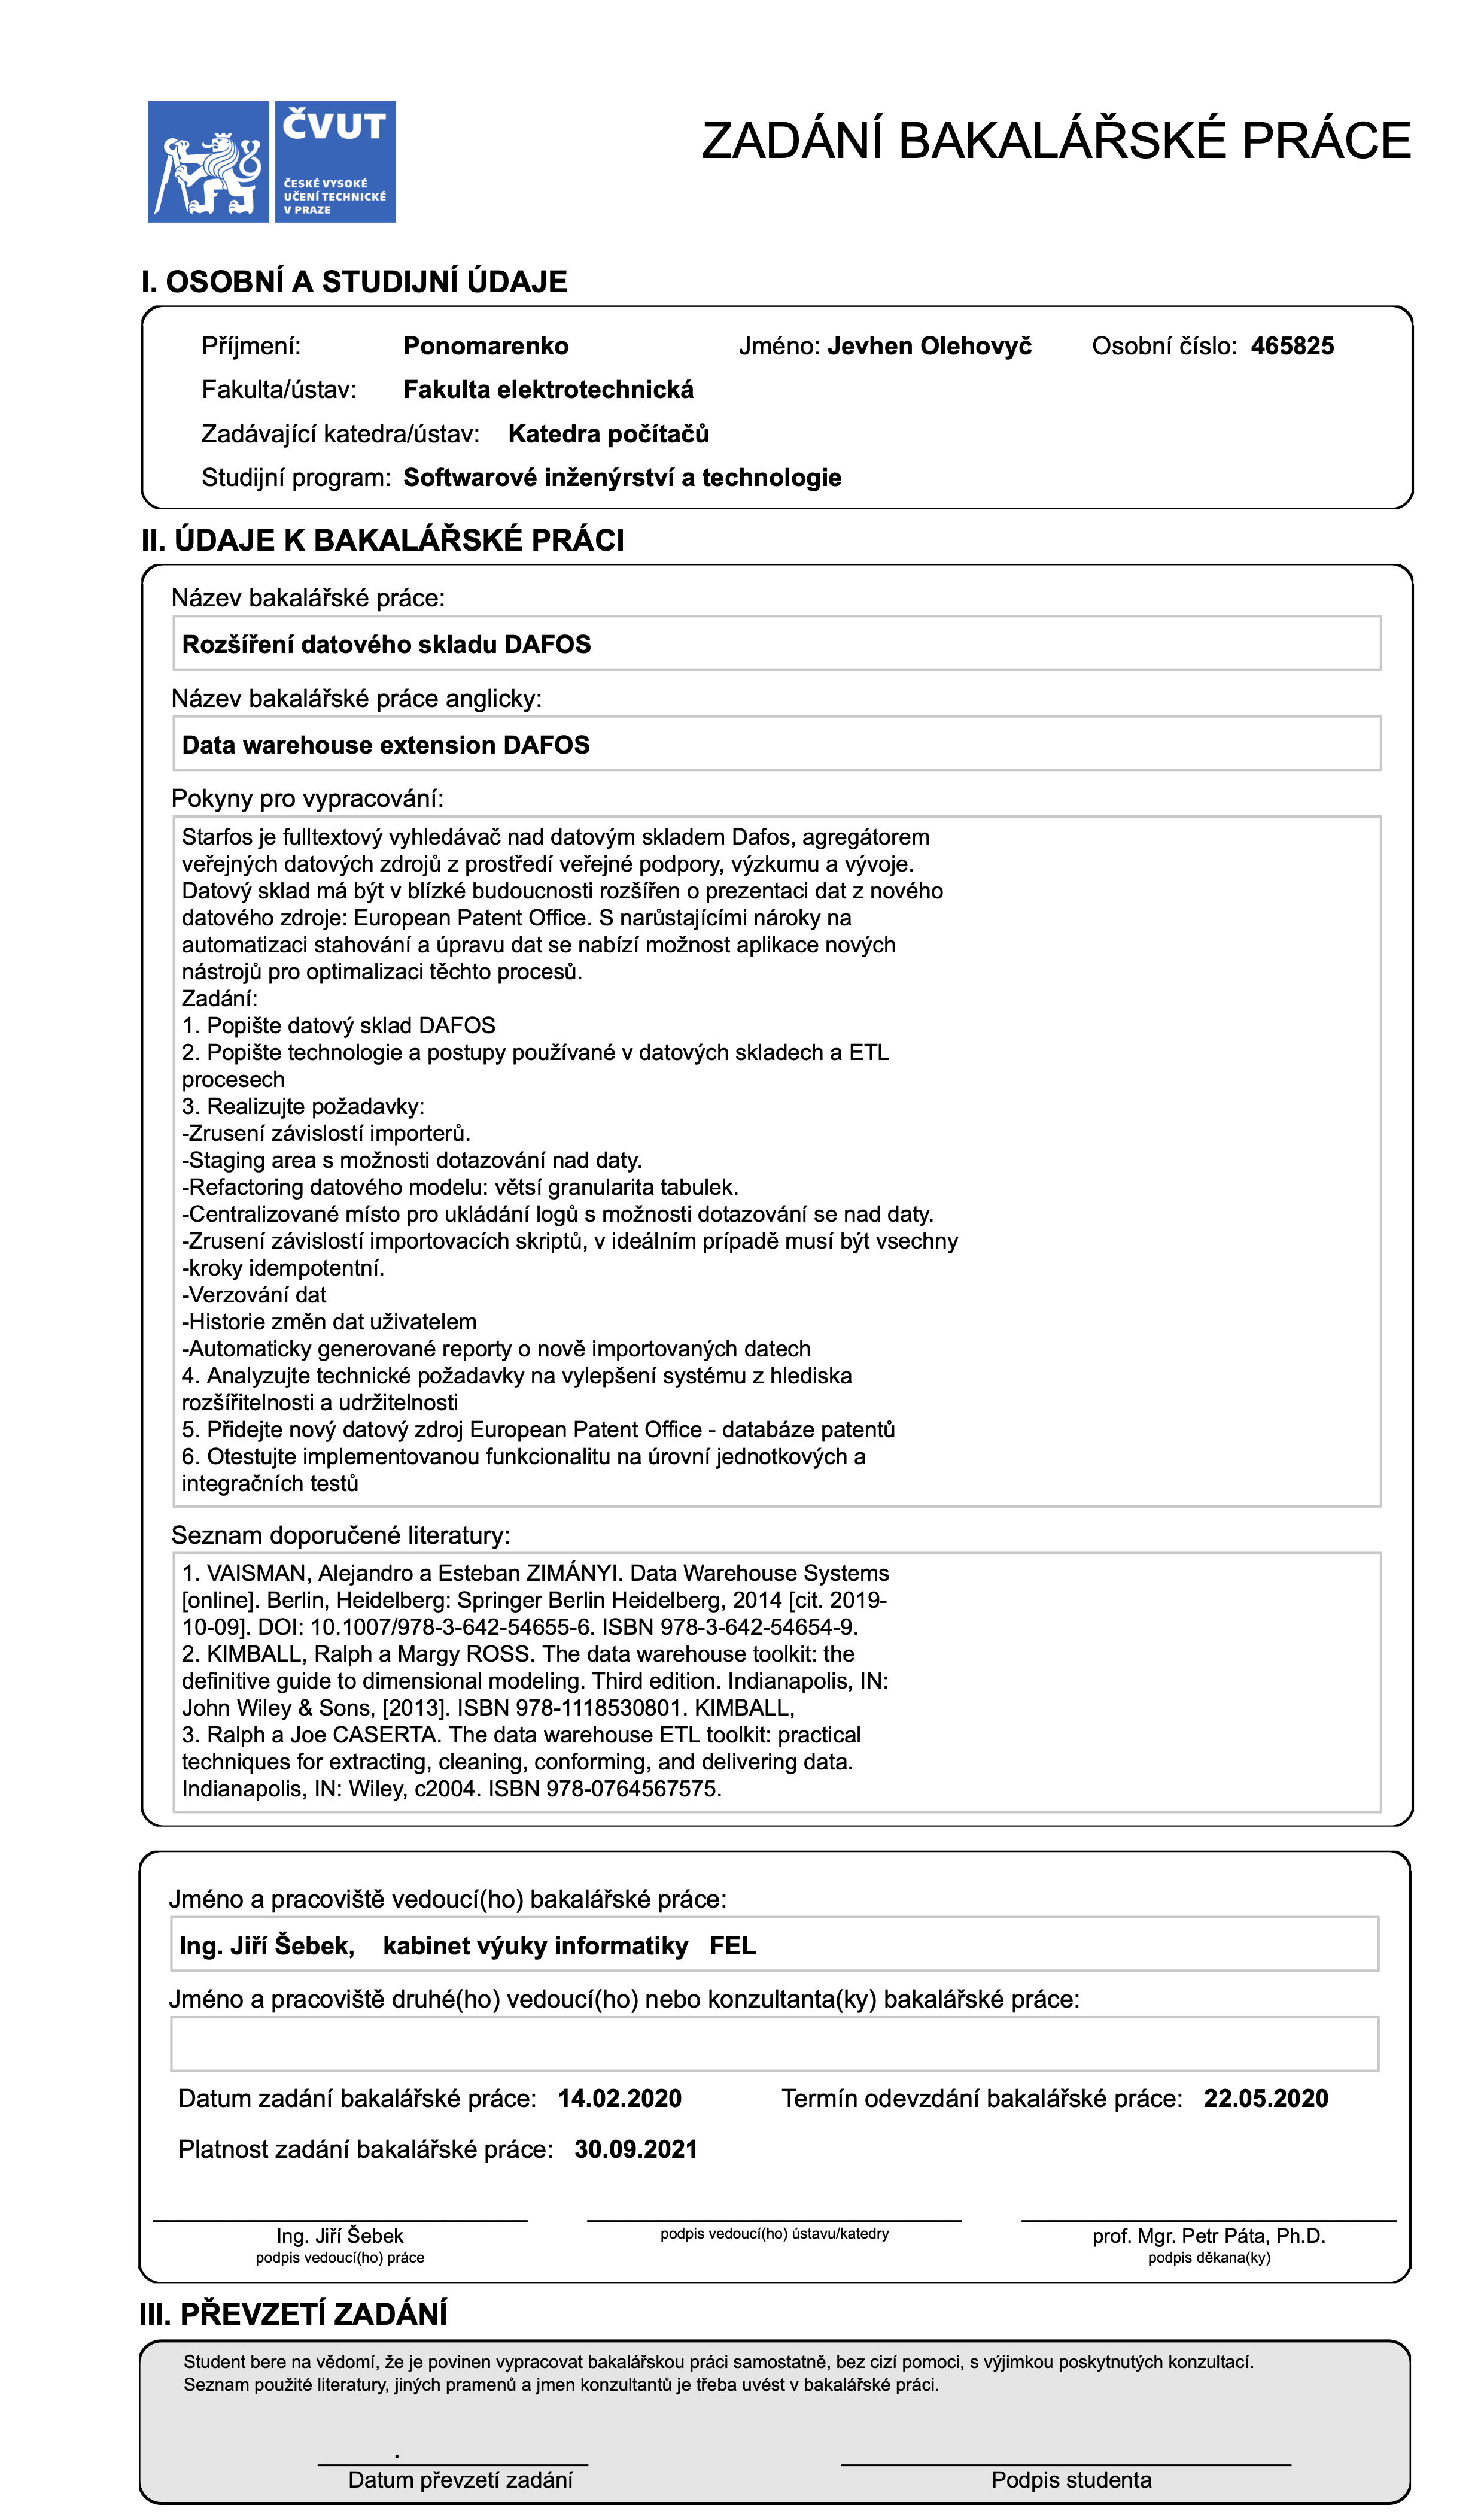 ČVUT
ČESKÉ VYSOKÉ
UČENÍ TECHNICKÉ
V PRAZE
ZADÁNÍ BAKALÁŘSKÉ PRÁCE
I. OSOBNÍ A STUDIJNÍ ÚDAJE
Příjmení: Ponomarenko Jméno: Jevhen Olehovyč Osobní číslo: 465825
Fakulta/ústav: Fakulta elektrotechnická
Zadávající katedra/ústav: Katedra počítačů
Studijní program: Softwarové inženýrství a technologie
II. ÚDAJE K BAKALÁŘSKÉ PRÁCI
Název bakalářské práce:
Rozšíření datového skladu DAFOS
Název bakalářské práce anglicky:
Data warehouse extension DAFOS
Pokyny pro vypracování:
Starfos je fulltextový vyhledávač nad datovým skladem Dafos, agregátorem
veřejných datových zdrojů z prostředí veřejné podpory, výzkumu a vývoje.
Datový sklad má být v blízké budoucnosti rozšířen o prezentaci dat z nového
datového zdroje: European Patent Office. S narůstajícími nároky na
automatizaci stahování a úpravu dat se nabízí možnost aplikace nových
nástrojů pro optimalizaci těchto procesů.
Zadání:
1. Popište datový sklad DAFOS
2. Popište technologie a postupy používané v datových skladech a ETL
procesech
3. Realizujte požadavky:
-Zrusení závislostí importerů.
-Staging area s možnosti dotazování nad daty.
-Refactoring datového modelu: větsí granularita tabulek.
-Centralizované místo pro ukládání logů s možnosti dotazování se nad daty.
-Zrusení závislostí importovacích skriptů, v ideálním prípadě musí být vsechny
-kroky idempotentní.
-Verzování dat
-Historie změn dat uživatelem
-Automaticky generované reporty o nově importovaných datech
4. Analyzujte technické požadavky na vylepšení systému z hlediska
rozšířitelnosti a udržitelnosti
5. Přidejte nový datový zdroj European Patent Office - databáze patentů
6. Otestujte implementovanou funkcionalitu na úrovní jednotkových a
integračních testů
Seznam doporučené literatury:
1. VAISMAN, Alejandro a Esteban ZIMÁNYI. Data Warehouse Systems
[online]. Berlin, Heidelberg: Springer Berlin Heidelberg, 2014 [cit. 2019-
10-09]. DOI: 10.1007/978-3-642-54655-6. ISBN 978-3-642-54654-9.
2. KIMBALL, Ralph a Margy ROSS. The data warehouse toolkit: the
definitive guide to dimensional modeling. Third edition. Indianapolis, IN:
John Wiley & Sons, [2013]. ISBN 978-1118530801. KIMBALL,
3. Ralph a Joe CASERTA. The data warehouse ETL toolkit: practical
techniques for extracting, cleaning, conforming, and delivering data.
Indianapolis, IN: Wiley, c2004. ISBN 978-0764567575.
Jméno a pracoviště vedoucí(ho) bakalářské práce:
Ing. Jiří Šebek, kabinet výuky informatiky FEL
Jméno a pracoviště druhé(ho) vedoucí(ho) nebo konzultanta(ky) bakalářské práce:
Datum zadání bakalářské práce: 14.02.2020 Termín odevzdání bakalářské práce: 22.05.2020
Platnost zadání bakalářské práce: 30.09.2021
Ing. Jiří Šebek
podpis vedoucí(ho) práce
podpis vedoucí(ho) ústavu/katedry
prof. Mgr. Petr Páta, Ph.D.
podpis děkana(ky)
III. PŘEVZETÍ ZADÁNÍ
Student bere na vědomí, že je povinen vypracovat bakalářskou práci samostatně, bez cizí pomoci, s výjimkou poskytnutých konzultací.
Seznam použité literatury, jiných pramenů a jmen konzultantů je třeba uvést v bakalářské práci.
.
Datum převzetí zadání Podpis studenta